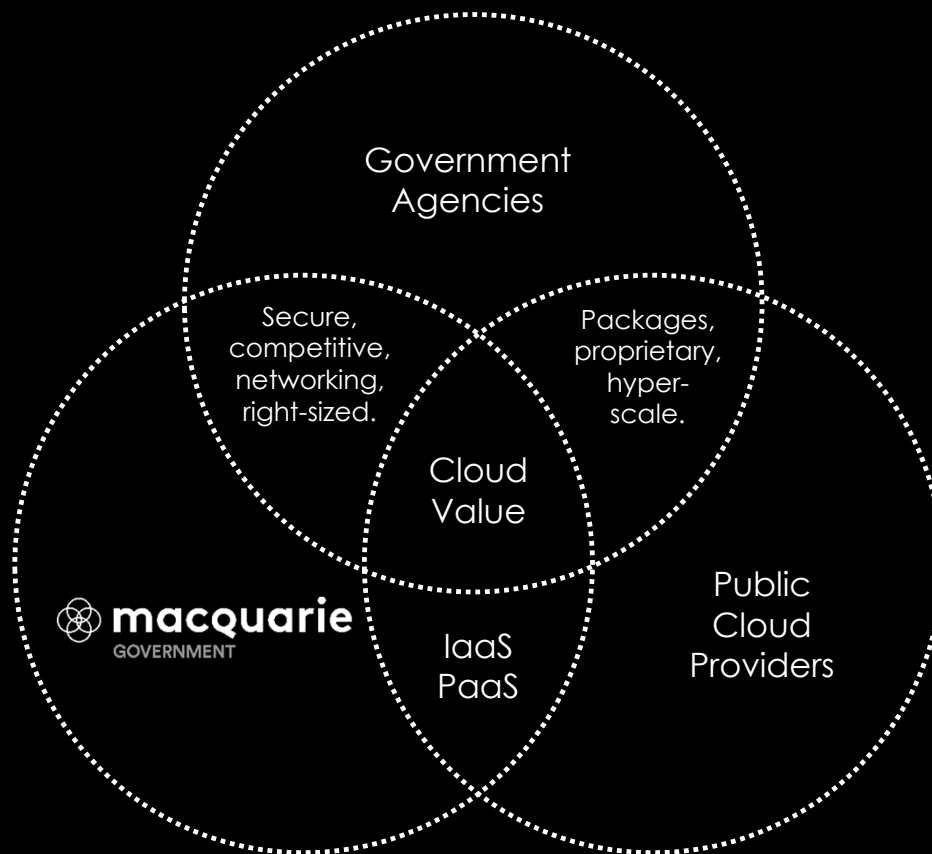 Government
Agencies
Secure,
competitive,
networking,
right-sized.
Packages,
proprietary,
hyper-
scale.
Cloud
Value
macquarie
GOVERNMENT
IaaS
PaaS
Public
Cloud
Providers